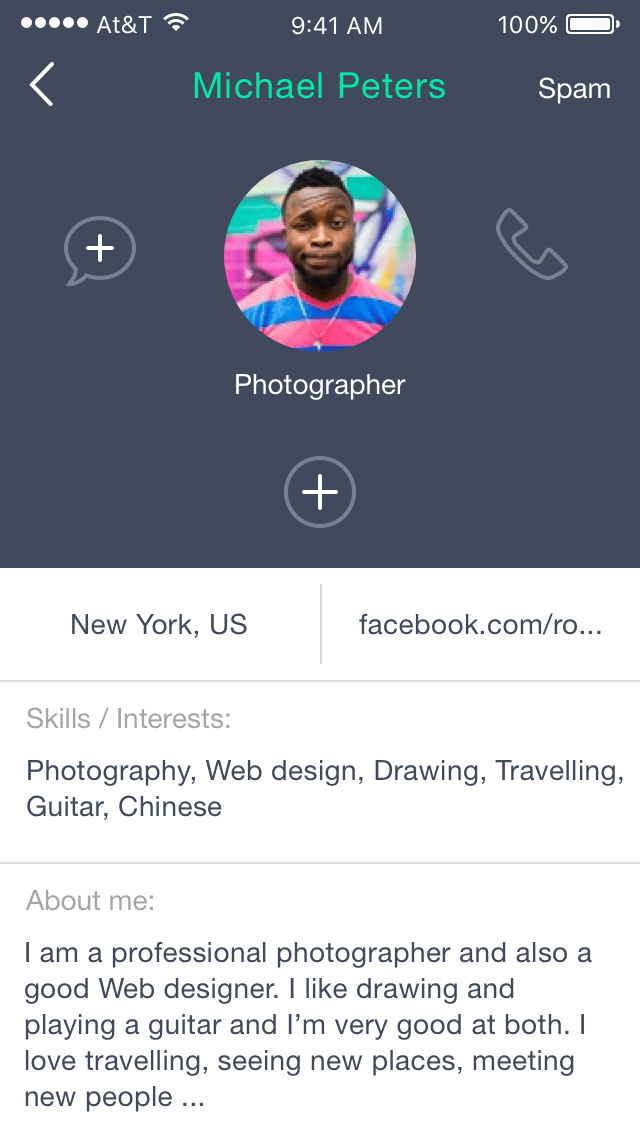 At&T 9:41 AM 100%
Michael Peters Spam
Photographer
New York, US facebook.com/ro...
Skills / Interests:
Photography, Web design, Drawing, Travelling,
Guitar, Chinese
About me:
I am a professional photographer and also a
good Web designer. I like drawing and
playing a guitar and I’m very good at both. I
love travelling, seeing new places, meeting
new people ...